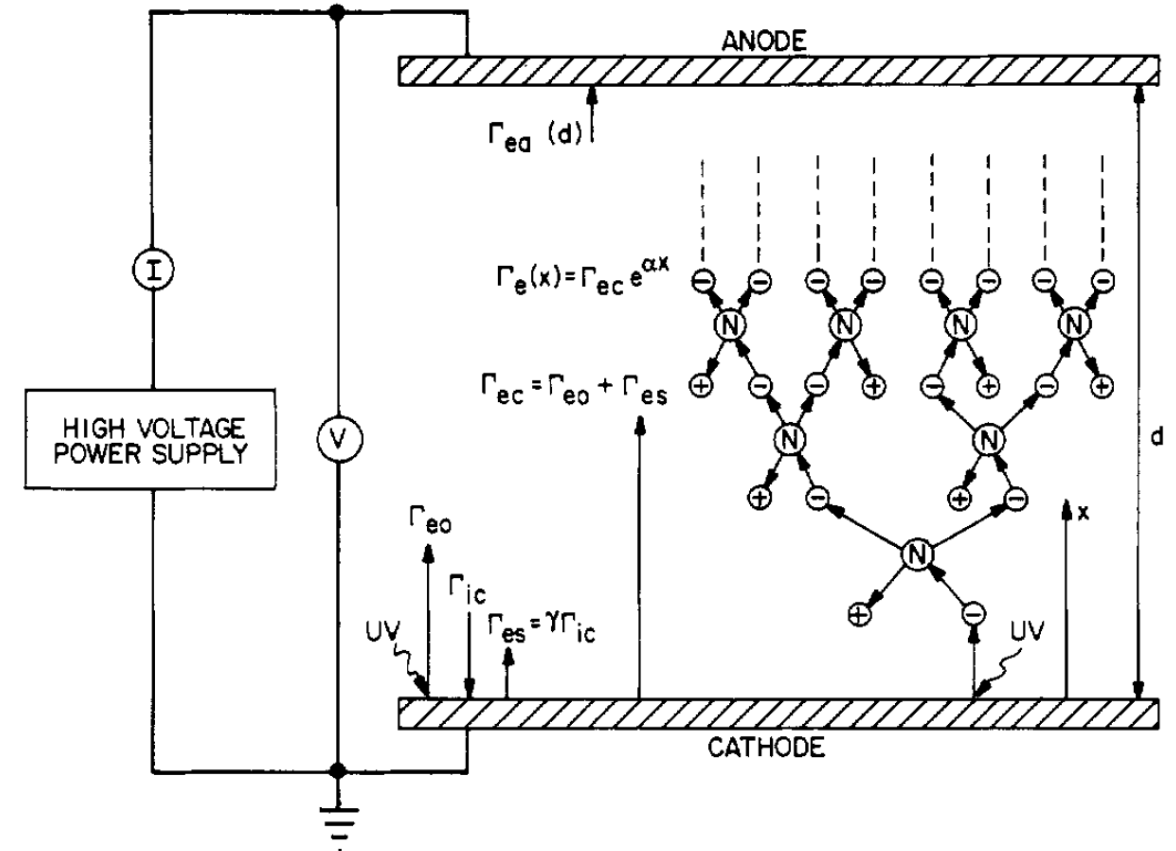 ANODE
Γea (d)
I
Γe(x) = Γec e^αx
− − − − − − − −
N N N N
Γec = Γeo + Γes
+ − − + − + − +
HIGH VOLTAGE
POWER SUPPLY
V
N N
d
+ − + −
x
Γeo
N
Γic
Γes = γΓic
+ −
UV
UV
CATHODE